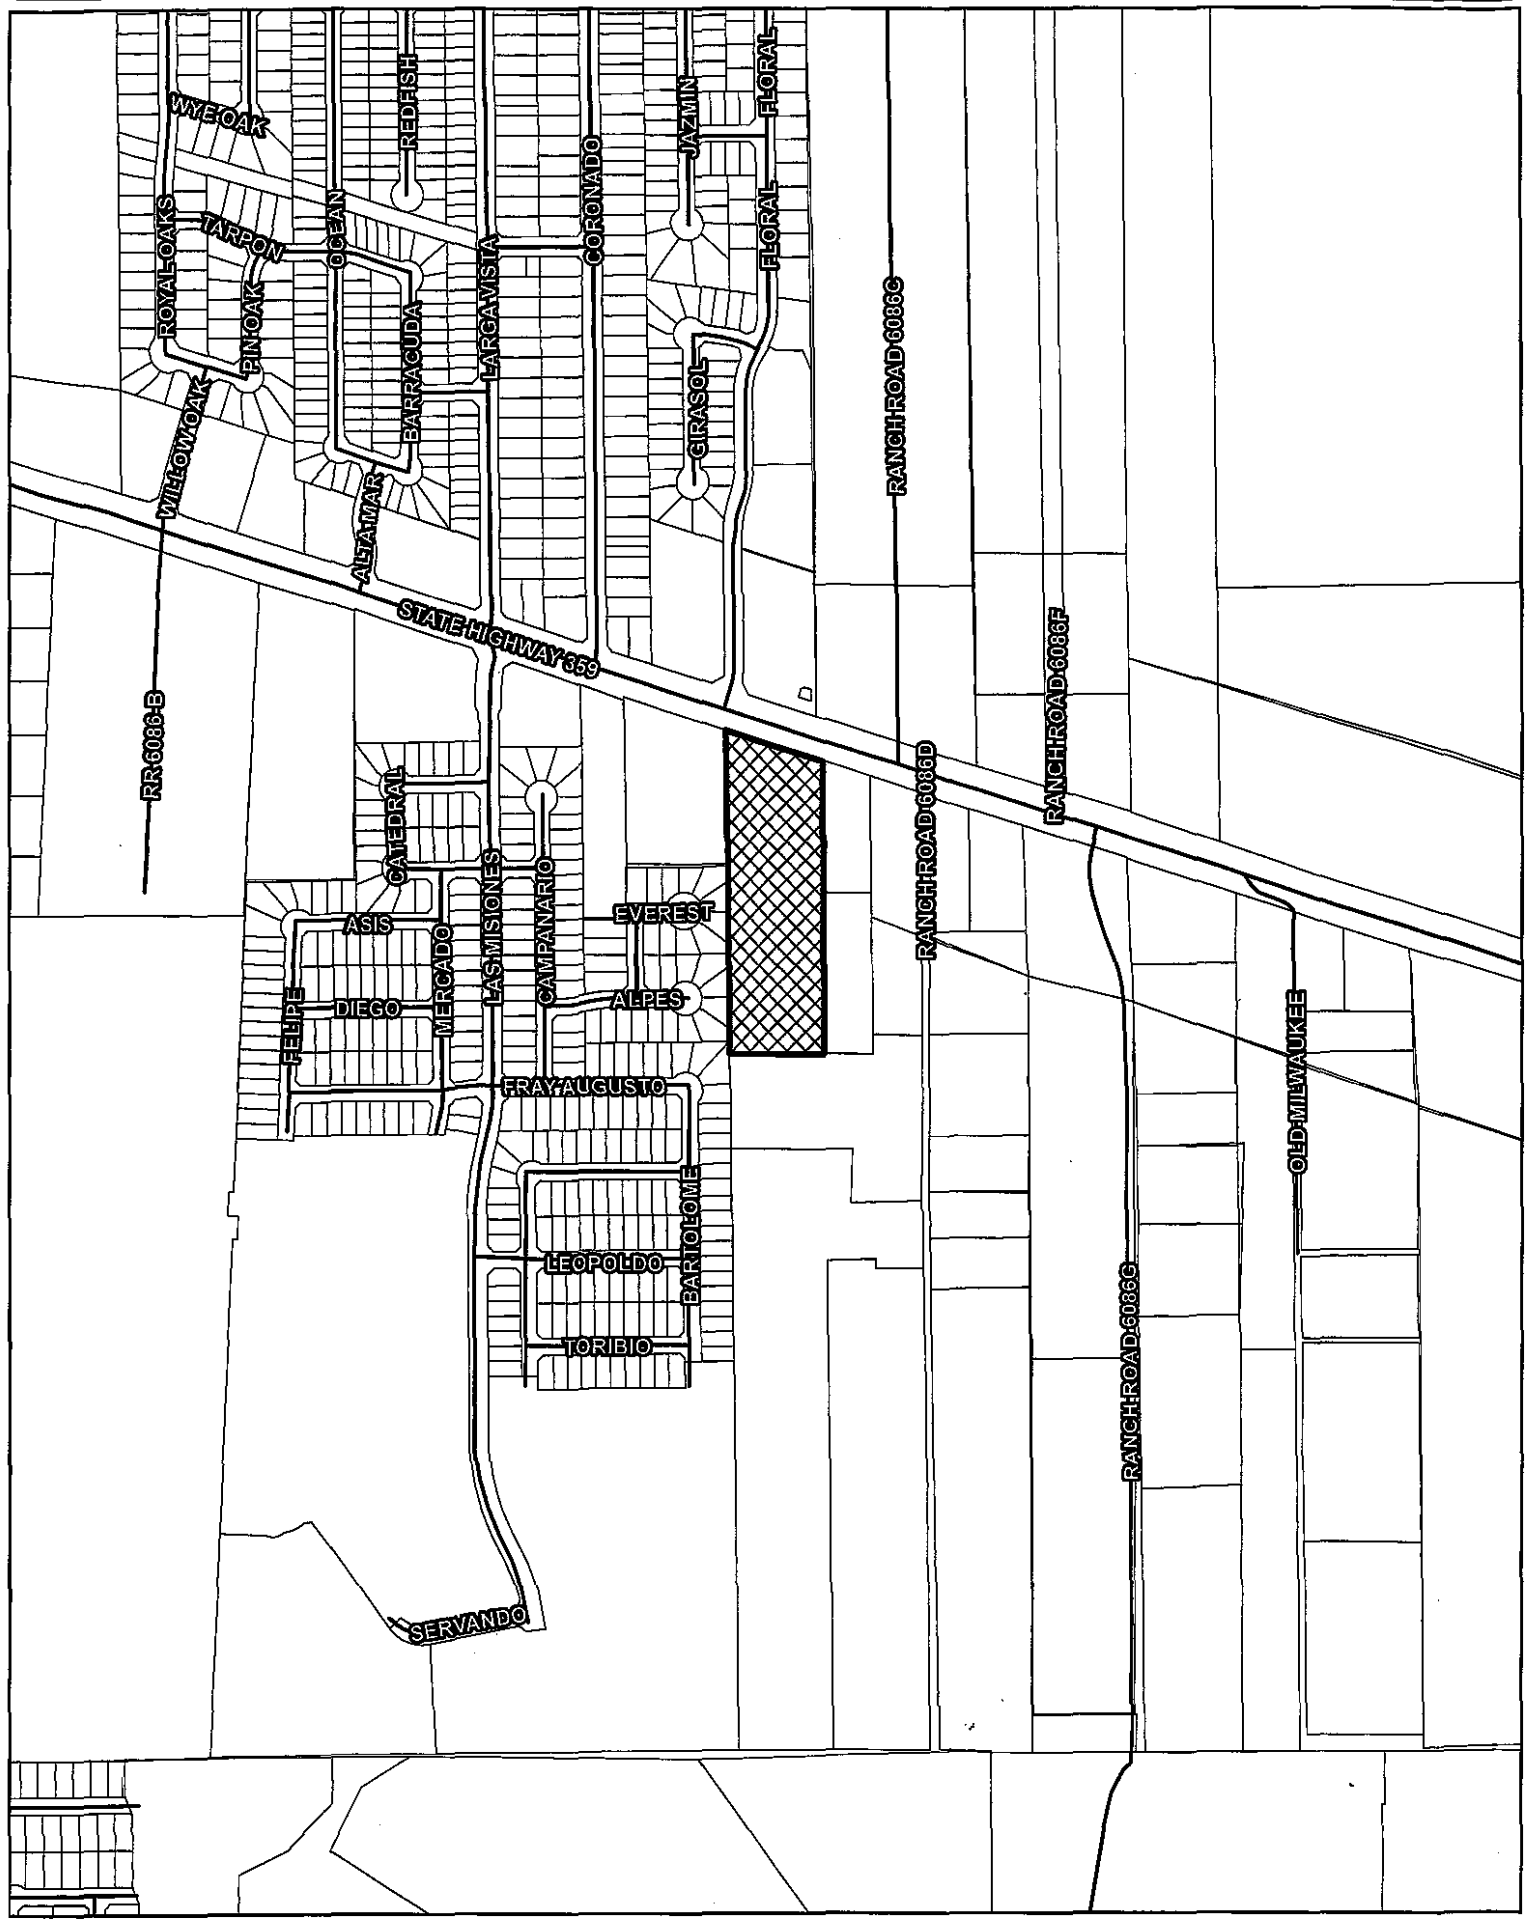 WYE OAK
REDFISH
JAZMIN
FLORAL
ROYAL OAKS
TARPON
OCEAN
CORONADO
FLORAL
PIN OAK
BARRACUDA
LARGA VISTA
GIRASOL
RANCH ROAD 6086C
WILLOW OAK
ALTA MAR
STATE HIGHWAY 359
RR 6086-B
RANCH ROAD 6086F
RANCH ROAD 6086D
CATEDRAL
LAS MISIONES
CAMPANARIO
EVEREST
ASIS
MERCADO
ALPES
DIEGO
FELIPE
OLD MILWAUKEE
FRAY AUGUSTO
BARTOLOME
LEOPOLDO
TORIBIO
RANCH ROAD 6086G
SERVANDO